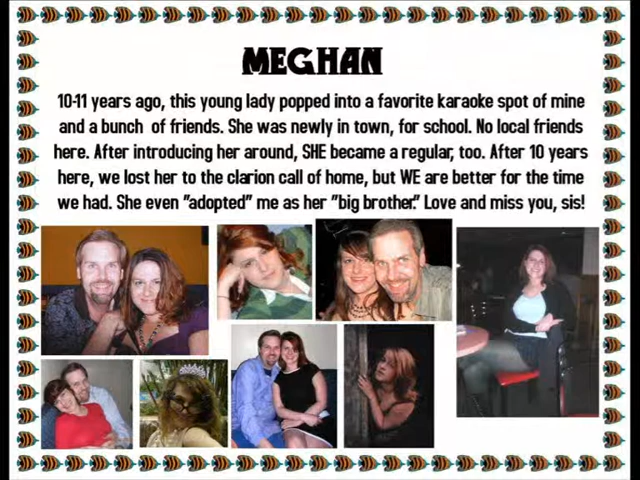 MEGHAN
10-11 years ago, this young lady popped into a favorite karaoke spot of mine
and a bunch of friends. She was newly in town, for school. No local friends
here. After introducing her around, SHE became a regular, too. After 10 years
here, we lost her to the clarion call of home, but WE are better for the time
we had. She even "adopted" me as her "big brother." Love and miss you, sis!